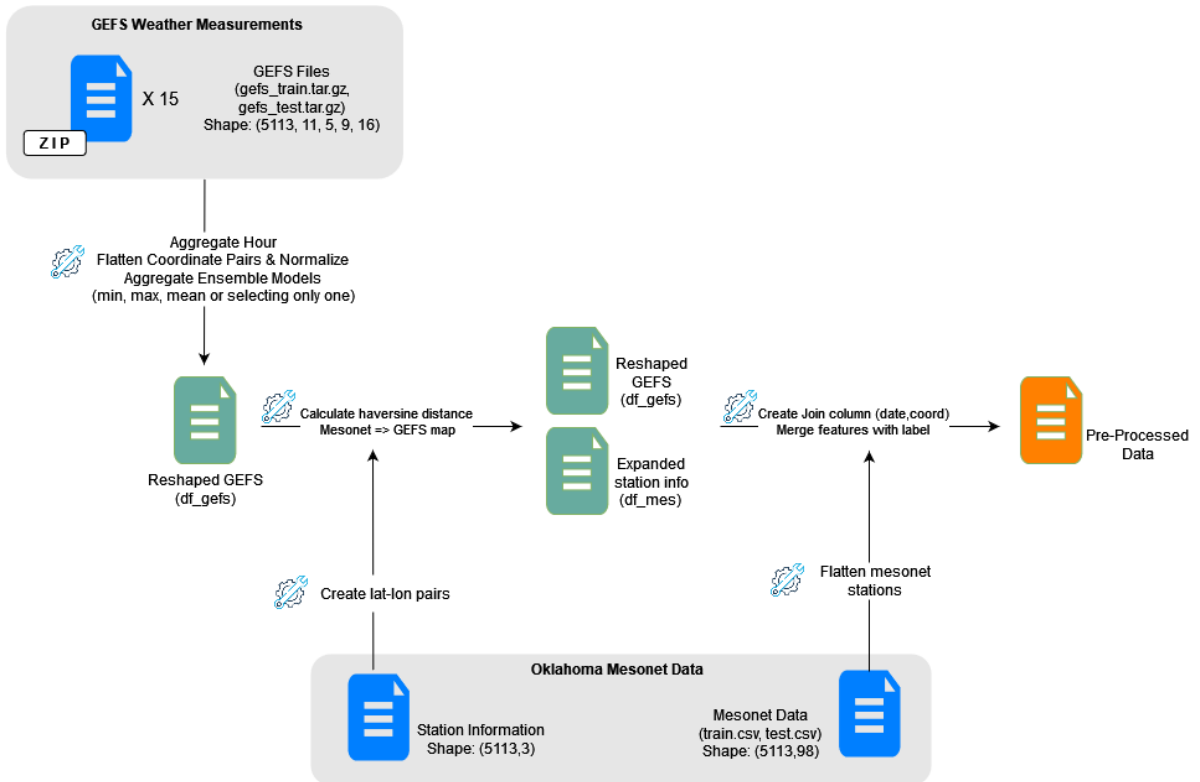 GEFS Weather Measurements
ZIP
X 15
GEFS Files
(gefs_train.tar.gz,
gefs_test.tar.gz)
Shape: (5113, 11, 5, 9, 16)
Aggregate Hour
Flatten Coordinate Pairs & Normalize
Aggregate Ensemble Models
(min, max, mean or selecting only one)
Reshaped GEFS
(df_gefs)
Calculate haversine distance
Mesonet => GEFS map
Reshaped
GEFS
(df_gefs)
Expanded
station info
(df_mes)
Create Join column (date,coord)
Merge features with label
Pre-Processed
Data
Create lat-lon pairs
Flatten mesonet
stations
Oklahoma Mesonet Data
Station Information
Shape: (5113,3)
Mesonet Data
(train.csv, test.csv)
Shape: (5113,98)